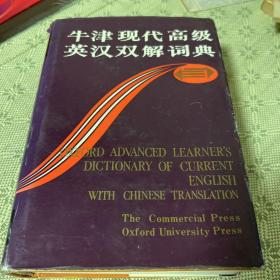 牛津现代高级
英汉双解词典
OXFORD ADVANCED LEARNER'S
DICTIONARY OF CURRENT
ENGLISH
WITH CHINESE TRANSLATION
The Commercial Press
Oxford University Press